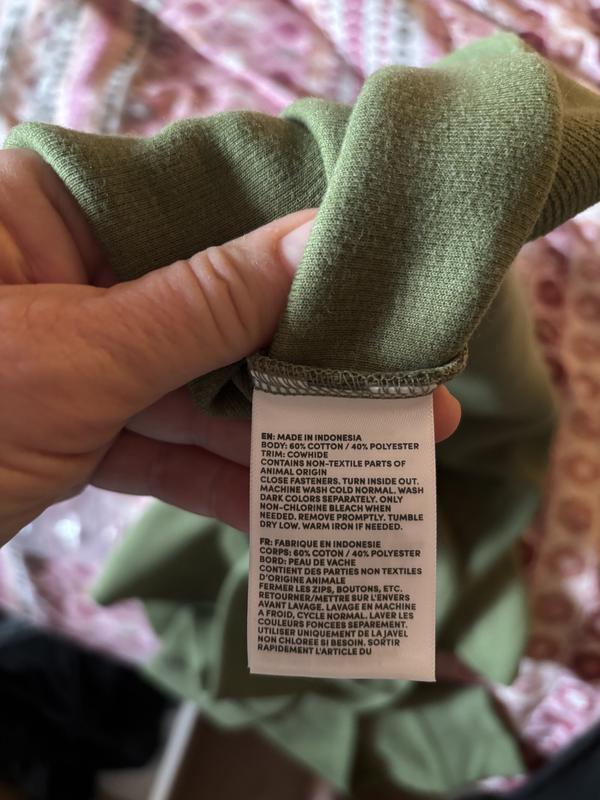 EN: MADE IN INDONESIA
BODY: 60% COTTON / 40% POLYESTER
TRIM: COWHIDE
CONTAINS NON-TEXTILE PARTS OF
ANIMAL ORIGIN
CLOSE FASTENERS. TURN INSIDE OUT.
MACHINE WASH COLD NORMAL. WASH
DARK COLORS SEPARATELY. ONLY
NON-CHLORINE BLEACH WHEN
NEEDED. REMOVE PROMPTLY. TUMBLE
DRY LOW. WARM IRON IF NEEDED.
FR: FABRIQUE EN INDONESIE
CORPS: 60% COTON / 40% POLYESTER
BORD: PEAU DE VACHE
CONTIENT DES PARTIES NON TEXTILES
D'ORIGINE ANIMALE
FERMER LES ZIPS, BOUTONS, ETC.
RETOURNER/METTRE SUR L'ENVERS
AVANT LAVAGE. LAVAGE EN MACHINE
A FROID, CYCLE NORMAL. LAVER LES
COULEURS FONCEES SEPAREMENT.
UTILISER UNIQUEMENT DE LA JAVEL
NON CHLOREE SI BESOIN, SORTIR
RAPIDEMENT L'ARTICLE DU